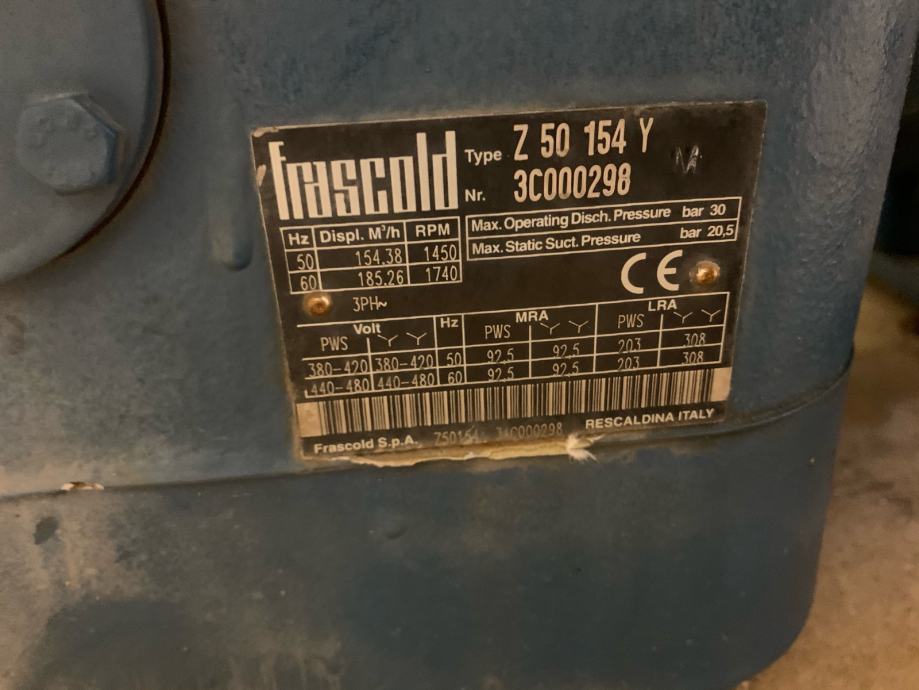 frascold
Type Z 50 154 Y
Nr. 3C000298
Max. Operating Disch. Pressure bar 30
Max. Static Suct. Pressure bar 20,5
Hz Displ. M³/h RPM
50 154.38 1450
60 185.26 1740
CE
3PH~
Volt Hz MRA LRA
PWS Y Y PWS Y Y PWS Y Y
380-420 380-420 50 92.5 92.5 203 308
440-480 440-480 60 92.5 92.5 203 308
Frascold S.p.A. Z50154 RESCALDINA ITALY